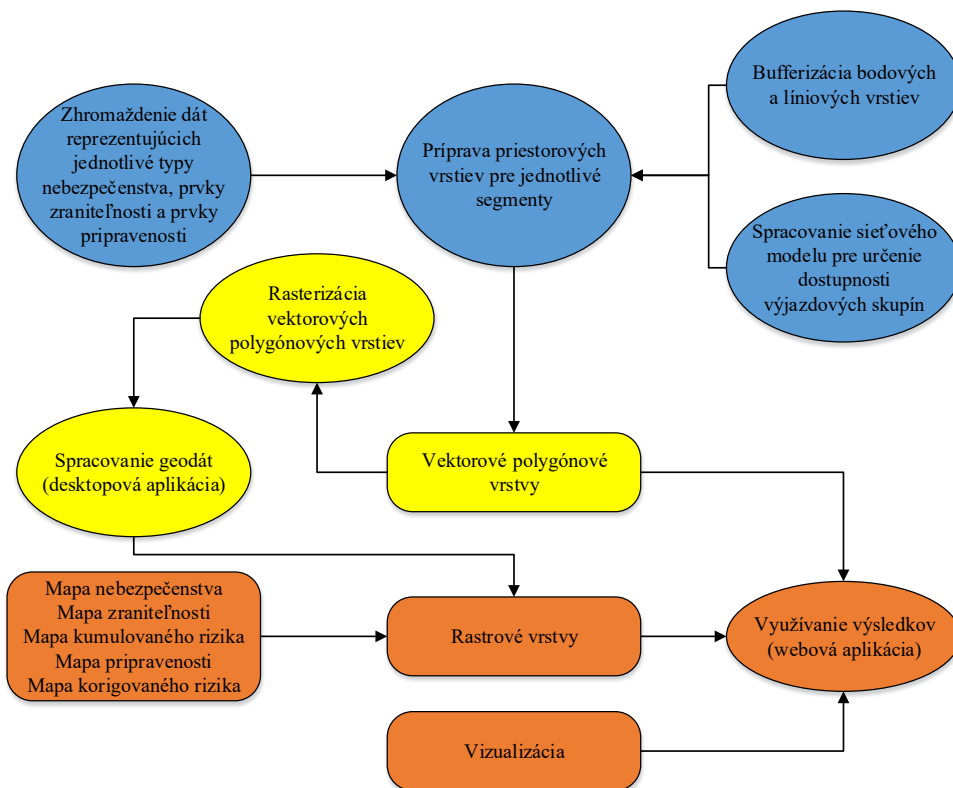 Zhromaždenie dát
reprezentujúcich
jednotlivé typy
nebezpečenstva, prvky
zraniteľnosti a prvky
pripravenosti
Príprava priestorových
vrstiev pre jednotlivé
segmenty
Bufferizácia bodových
a líniových vrstiev
Spracovanie sieťového
modelu pre určenie
dostupnosti
výjazdových skupín
Rasterizácia
vektorových
polygónových vrstiev
Spracovanie geodát
(desktopová aplikácia)
Vektorové polygónové
vrstvy
Mapa nebezpečenstva
Mapa zraniteľnosti
Mapa kumulovaného rizika
Mapa pripravenosti
Mapa korigovaného rizika
Rastrové vrstvy
Využívanie výsledkov
(webová aplikácia)
Vizualizácia